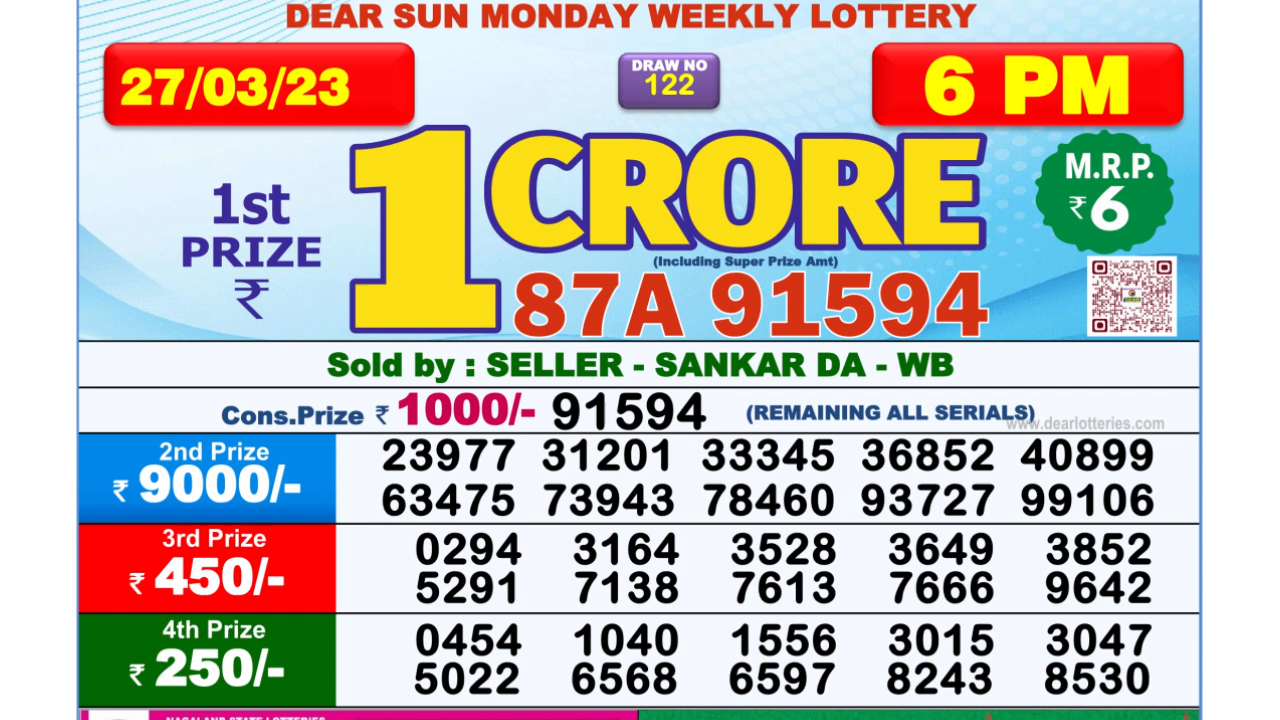 DEAR SUN MONDAY WEEKLY LOTTERY
27/03/23
DRAW NO
122
6 PM
1st
PRIZE
₹
1 CRORE
(Including Super Prize Amt)
87A 91594
M.R.P.
₹6
Sold by : SELLER - SANKAR DA - WB
Cons.Prize ₹ 1000/- 91594 (REMAINING ALL SERIALS)
www.dearlotteries.com
2nd Prize
₹ 9000/-
23977 31201 33345 36852 40899
63475 73943 78460 93727 99106
3rd Prize
₹ 450/-
0294 3164 3528 3649 3852
5291 7138 7613 7666 9642
4th Prize
₹ 250/-
0454 1040 1556 3015 3047
5022 6568 6597 8243 8530
NAGALAND STATE LOTTERIES